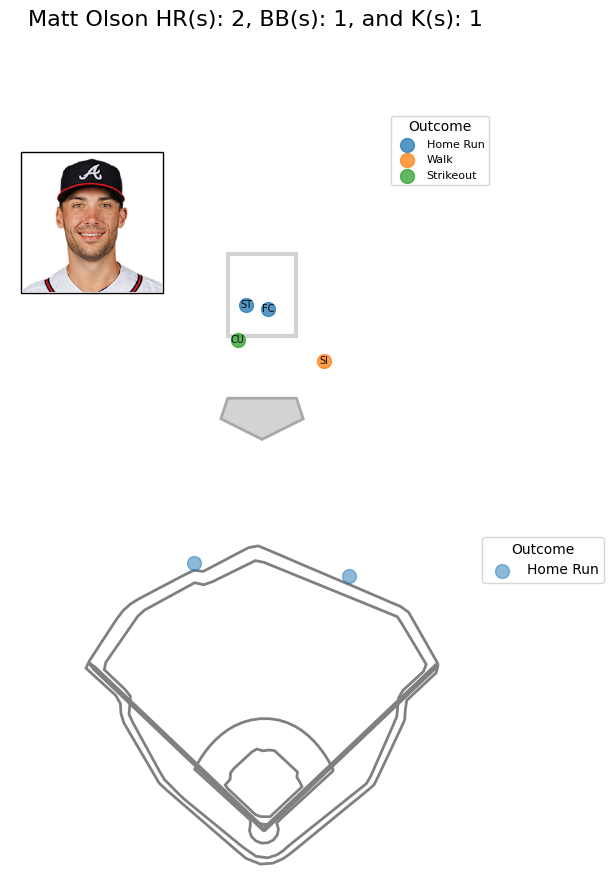 Matt Olson HR(s): 2, BB(s): 1, and K(s): 1
Outcome
Home Run
Walk
Strikeout
A
ST
FC
CU
SI
Outcome
Home Run